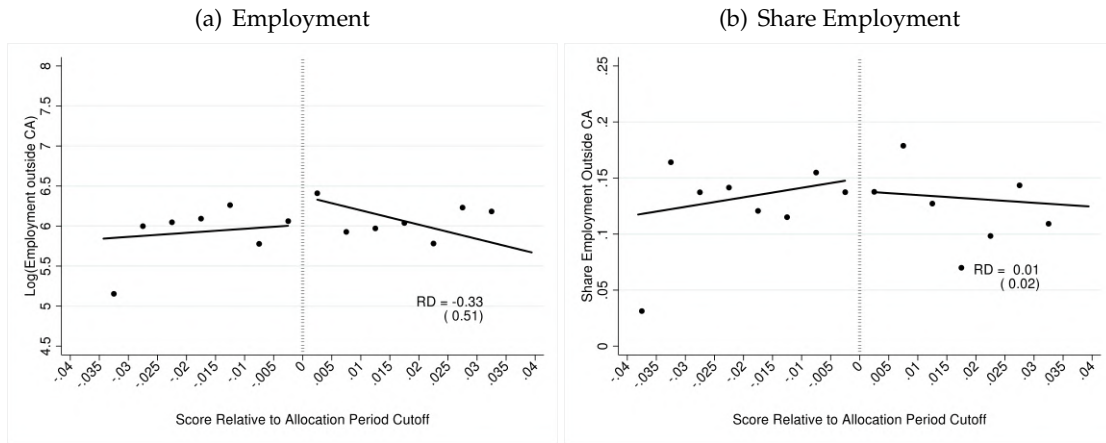 (a) Employment
Log(Employment outside CA)
8
7.5
7
6.5
6
5.5
5
4.5
RD = -0.33
( 0.51)
-.04 -.035 -.03 -.025 -.02 -.015 -.01 -.005 0 .005 .01 .015 .02 .025 .03 .035 .04
Score Relative to Allocation Period Cutoff
(b) Share Employment
Share Employment Outside CA
.25
.2
.15
.1
.05
0
RD = 0.01
( 0.02)
-.04 -.035 -.03 -.025 -.02 -.015 -.01 -.005 0 .005 .01 .015 .02 .025 .03 .035 .04
Score Relative to Allocation Period Cutoff